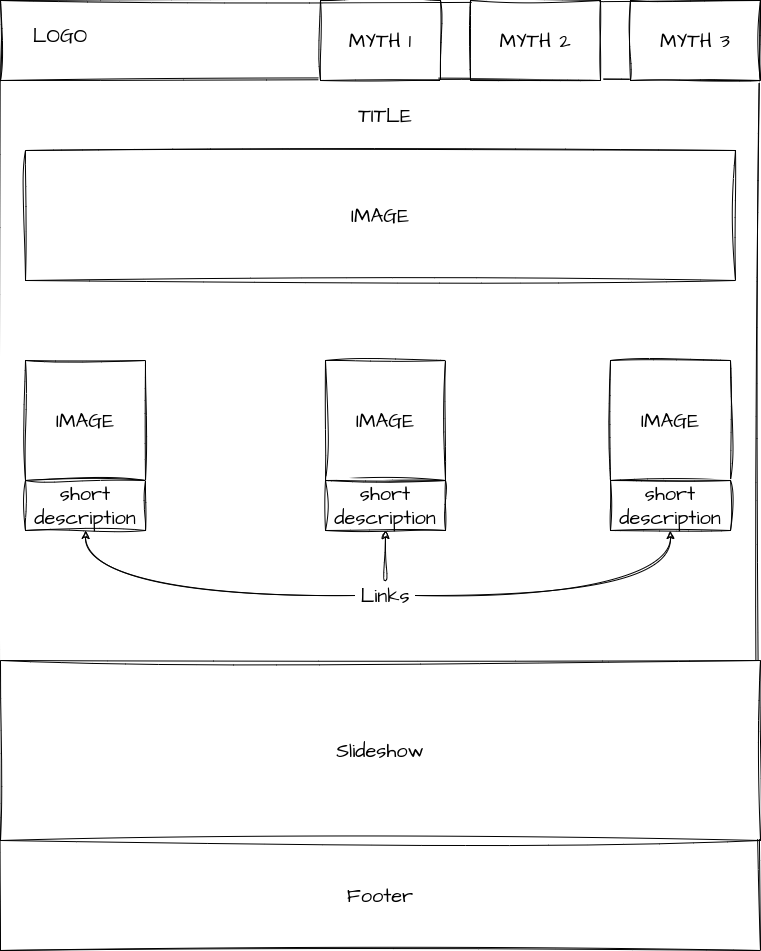 LOGO
MYTH 1
MYTH 2
MYTH 3
TITLE
IMAGE
IMAGE
IMAGE
IMAGE
short
description
short
description
short
description
Links
Slideshow
Footer